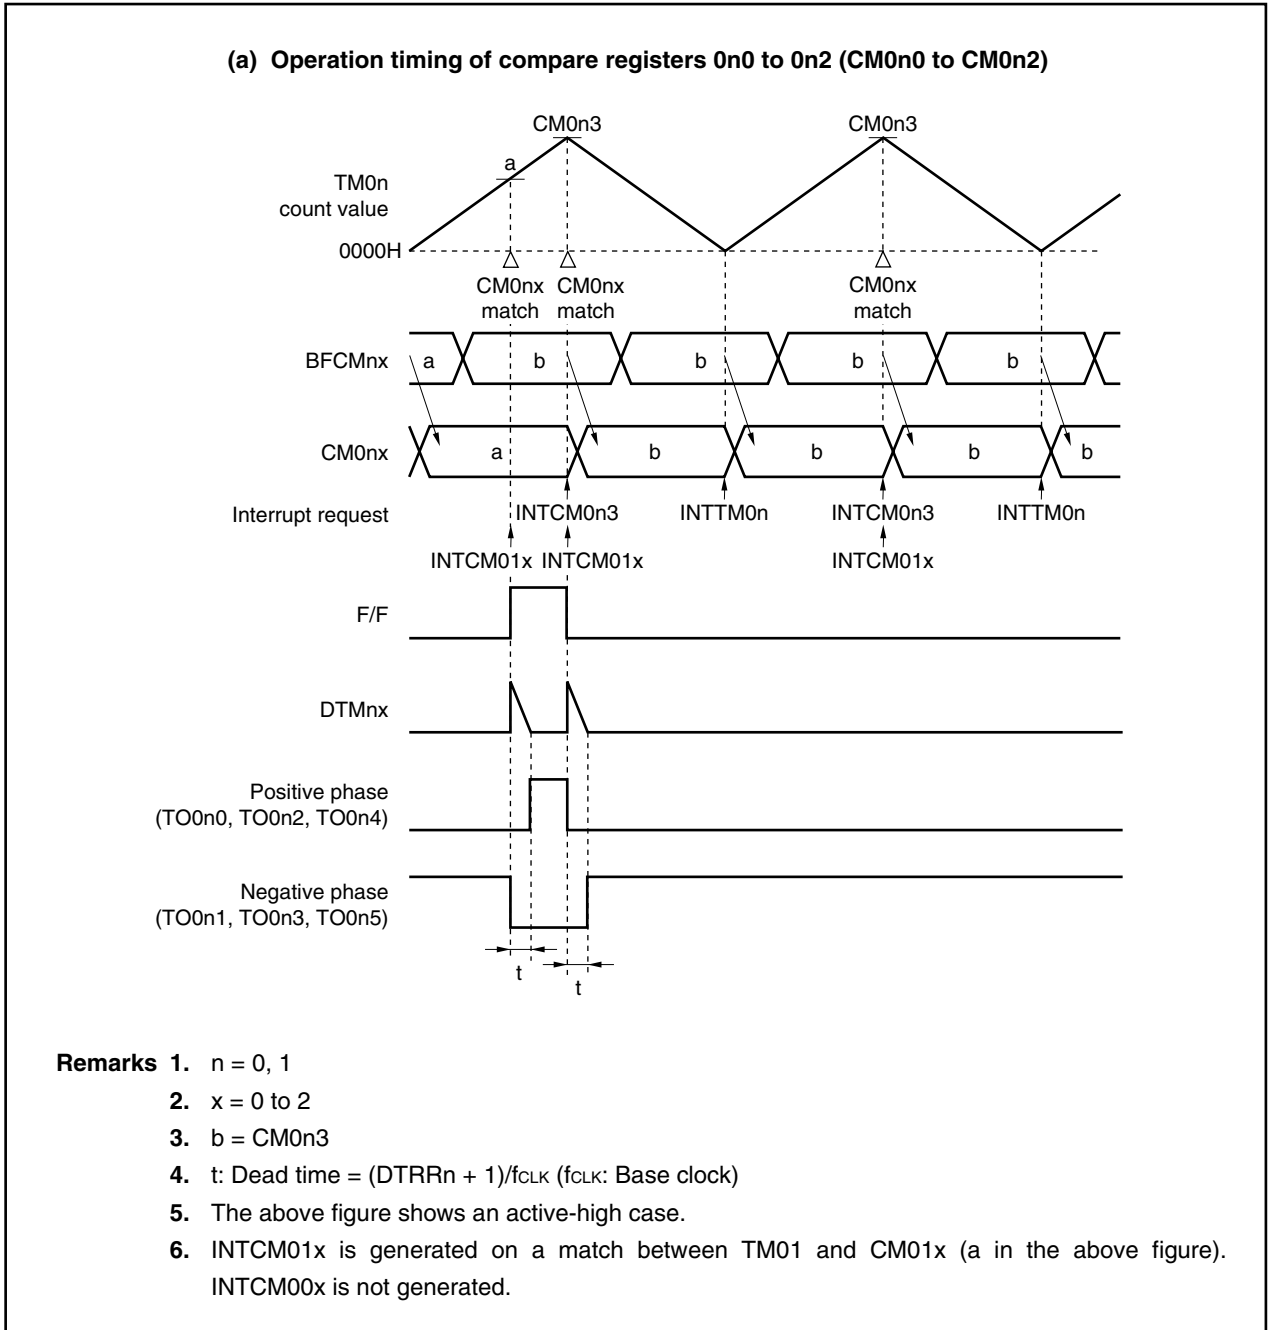 (a) Operation timing of compare registers 0n0 to 0n2 (CM0n0 to CM0n2)
CM0n3 CM0n3
a
TM0n
count value
0000H
CM0nx CM0nx CM0nx
match match match
BFCMnx a b b b b
CM0nx a b b b b
Interrupt request INTCM0n3 INTTM0n INTCM0n3 INTTM0n
INTCM01x INTCM01x INTCM01x
F/F
DTMnx
Positive phase
(TO0n0, TO0n2, TO0n4)
Negative phase
(TO0n1, TO0n3, TO0n5)
t
t
Remarks 1. n = 0, 1
2. x = 0 to 2
3. b = CM0n3
4. t: Dead time = (DTRRn + 1)/fCLK (fCLK: Base clock)
5. The above figure shows an active-high case.
6. INTCM01x is generated on a match between TM01 and CM01x (a in the above figure).
INTCM00x is not generated.